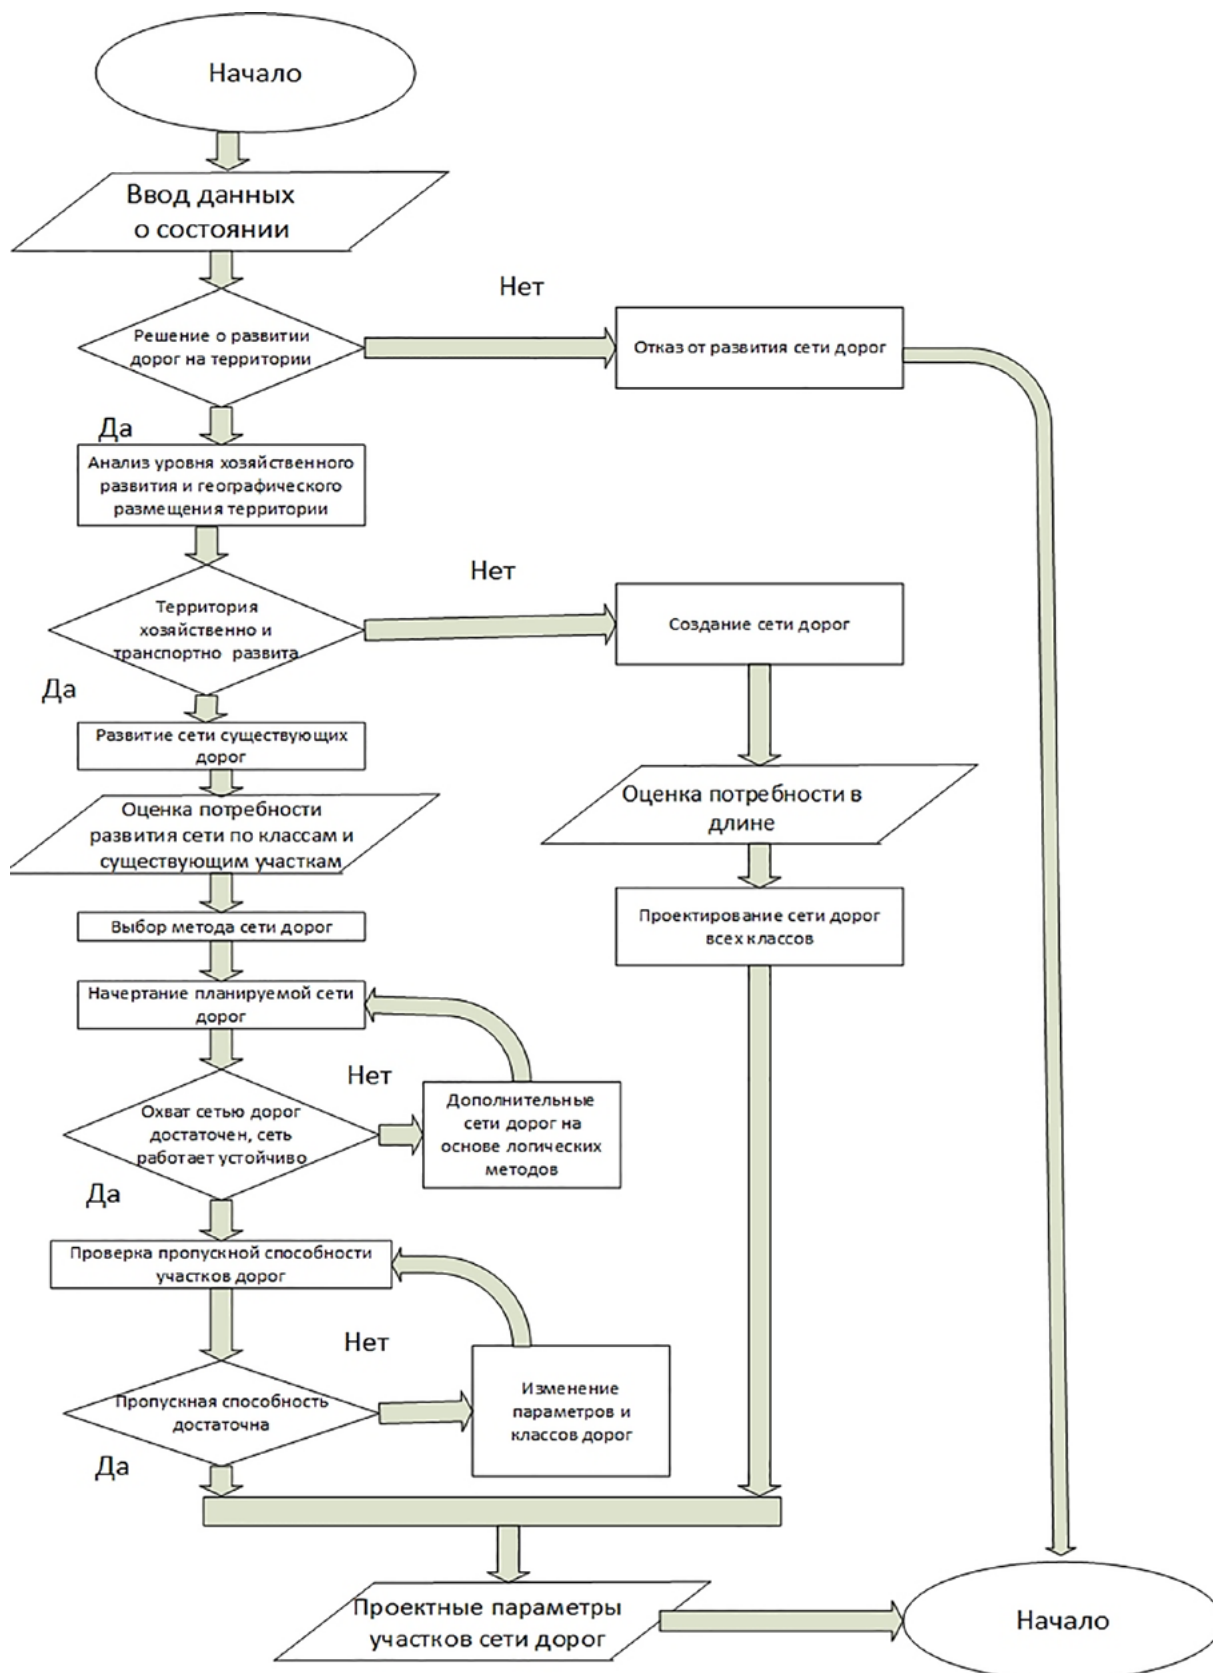 Начало
Ввод данных
о состоянии
Нет
Решение о развитии
дорог на территории
Отказ от развития сети дорог
Да
Анализ уровня хозяйственного
развития и географического
размещения территории
Нет
Территория
хозяйственно и
транспортно развита
Создание сети дорог
Да
Развитие сети существующих
дорог
Оценка потребности
развития сети по классам и
существующим участкам
Оценка потребности в
длине
Выбор метода сети дорог
Проектирование сети дорог
всех классов
Начертание планируемой сети
дорог
Нет
Охват сетью дорог
достаточен, сеть
работает устойчиво
Дополнительные
сети дорог на
основе логических
методов
Да
Проверка пропускной способности
участков дорог
Нет
Пропускная способность
достаточна
Изменение
параметров и
классов дорог
Да
Проектные параметры
участков сети дорог
Начало